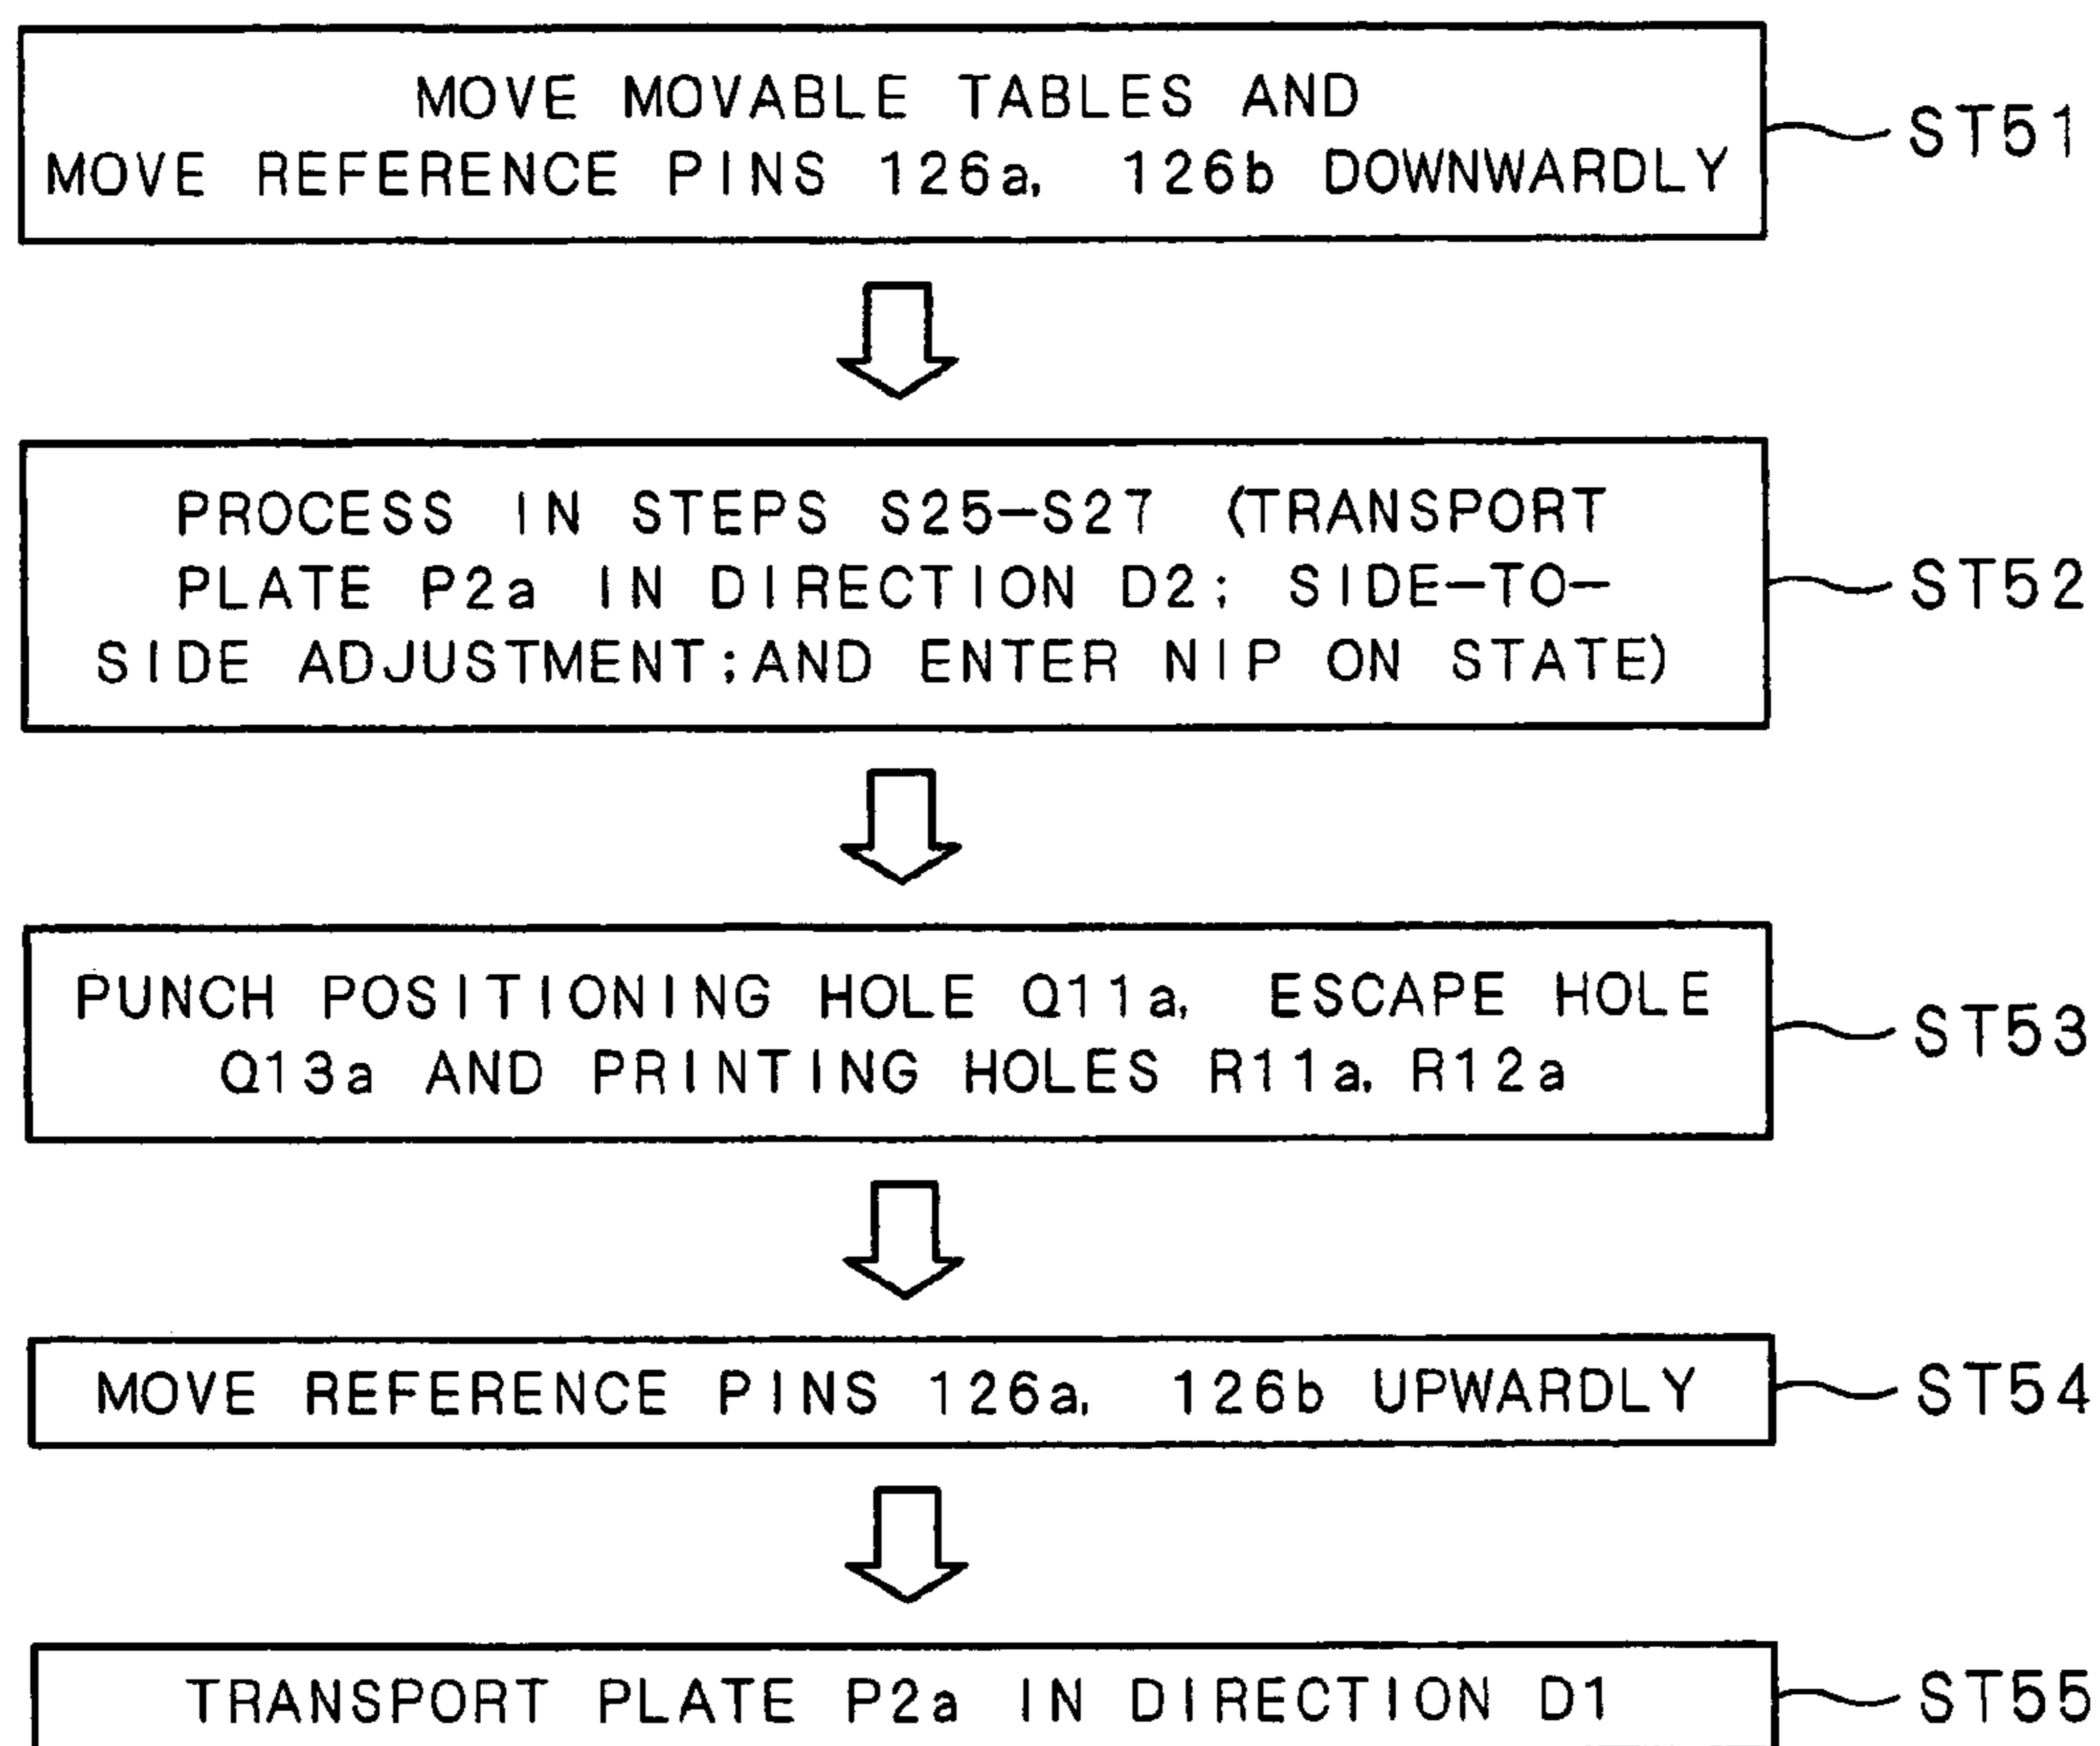 MOVE MOVABLE TABLES AND
MOVE REFERENCE PINS 126a, 126b DOWNWARDLY
ST51
PROCESS IN STEPS S25-S27 (TRANSPORT
PLATE P2a IN DIRECTION D2; SIDE-TO-
SIDE ADJUSTMENT;AND ENTER NIP ON STATE)
ST52
PUNCH POSITIONING HOLE Q11a, ESCAPE HOLE
Q13a AND PRINTING HOLES R11a, R12a
ST53
MOVE REFERENCE PINS 126a, 126b UPWARDLY
ST54
TRANSPORT PLATE P2a IN DIRECTION D1
ST55